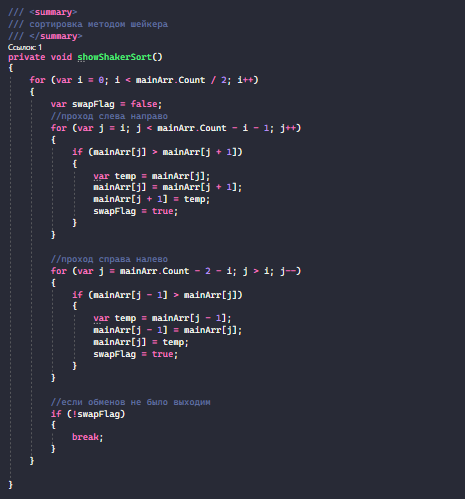 /// <summary>
/// сортировка методом шейкера
/// </summary>
Ссылок: 1
private void showShakerSort()
{
    for (var i = 0; i < mainArr.Count / 2; i++)
    {
        var swapFlag = false;
        //проход слева направо
        for (var j = i; j < mainArr.Count - i - 1; j++)
        {
            if (mainArr[j] > mainArr[j + 1])
            {
                var temp = mainArr[j];
                mainArr[j] = mainArr[j + 1];
                mainArr[j + 1] = temp;
                swapFlag = true;
            }
        }

        //проход справа налево
        for (var j = mainArr.Count - 2 - i; j > i; j--)
        {
            if (mainArr[j - 1] > mainArr[j])
            {
                var temp = mainArr[j - 1];
                mainArr[j - 1] = mainArr[j];
                mainArr[j] = temp;
                swapFlag = true;
            }
        }

        //если обменов не было выходим
        if (!swapFlag)
        {
            break;
        }
    }

}